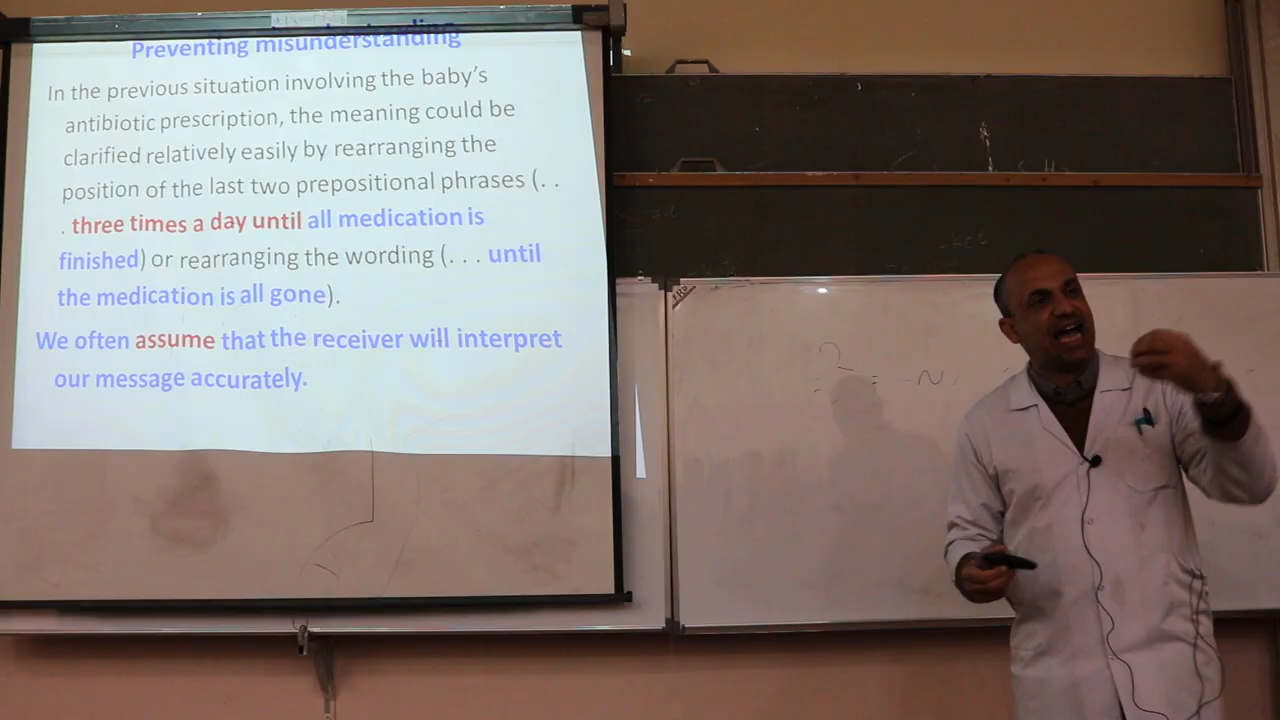 Preventing misunderstanding
In the previous situation involving the baby's
antibiotic prescription, the meaning could be
clarified relatively easily by rearranging the
position of the last two prepositional phrases (. .
. three times a day until all medication is
finished) or rearranging the wording (. . . until
the medication is all gone).
We often assume that the receiver will interpret
our message accurately.